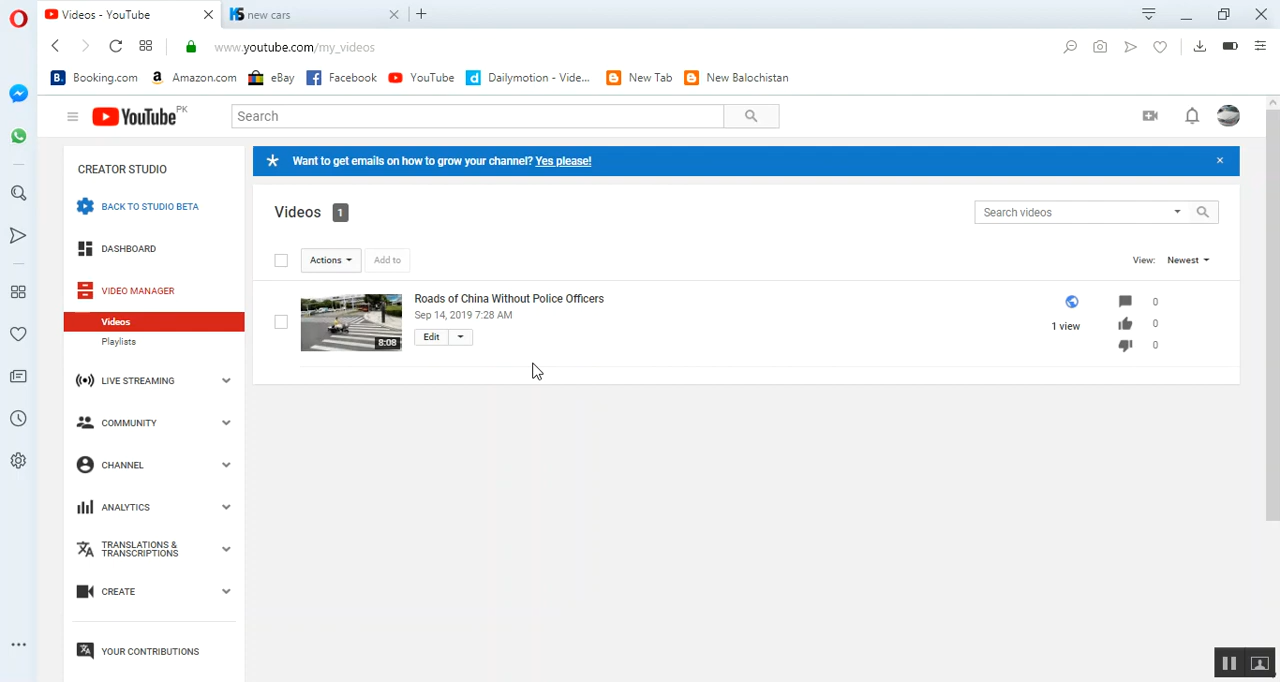 Videos - YouTube
new cars
www.youtube.com/my_videos
Booking.com
Amazon.com
eBay
Facebook
YouTube
Dailymotion - Vide...
New Tab
New Balochistan
YouTube PK
Search
CREATOR STUDIO
BACK TO STUDIO BETA
DASHBOARD
VIDEO MANAGER
Videos
Playlists
LIVE STREAMING
COMMUNITY
CHANNEL
ANALYTICS
TRANSLATIONS &
TRANSCRIPTIONS
CREATE
YOUR CONTRIBUTIONS
Want to get emails on how to grow your channel? Yes please!
Videos 1
Search videos
Actions
Add to
View: Newest
Roads of China Without Police Officers
Sep 14, 2019 7:28 AM
8:08
Edit
1 view
0
0
0